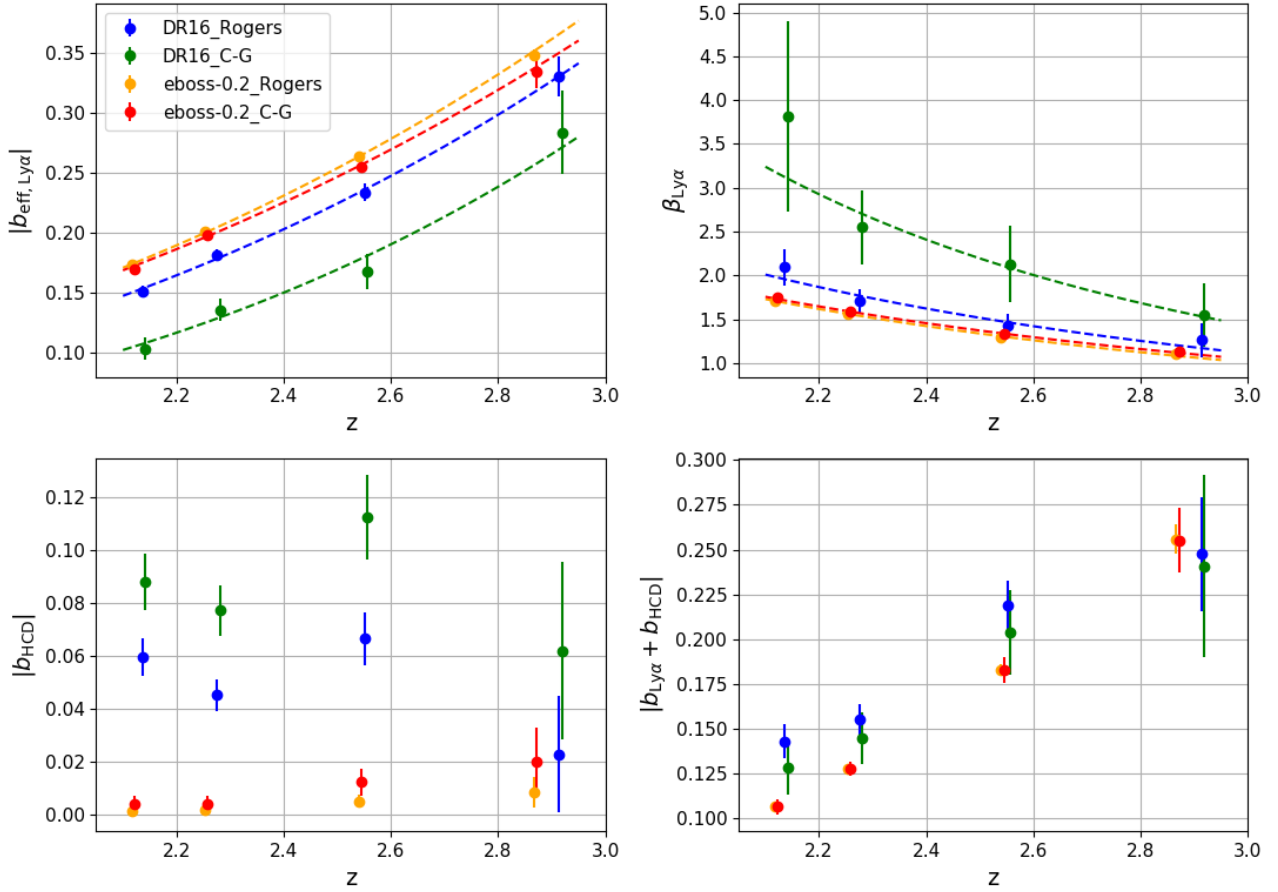 DR16_Rogers
DR16_C-G
eboss-0.2_Rogers
eboss-0.2_C-G
|b_eff,Lyα|
0.35
0.30
0.25
0.20
0.15
0.10
2.2 2.4 2.6 2.8 3.0
z
β_Lyα
5.0
4.5
4.0
3.5
3.0
2.5
2.0
1.5
1.0
2.2 2.4 2.6 2.8 3.0
z
|b_HCD|
0.12
0.10
0.08
0.06
0.04
0.02
0.00
2.2 2.4 2.6 2.8 3.0
z
|b_Lyα + b_HCD|
0.300
0.275
0.250
0.225
0.200
0.175
0.150
0.125
0.100
2.2 2.4 2.6 2.8 3.0
z